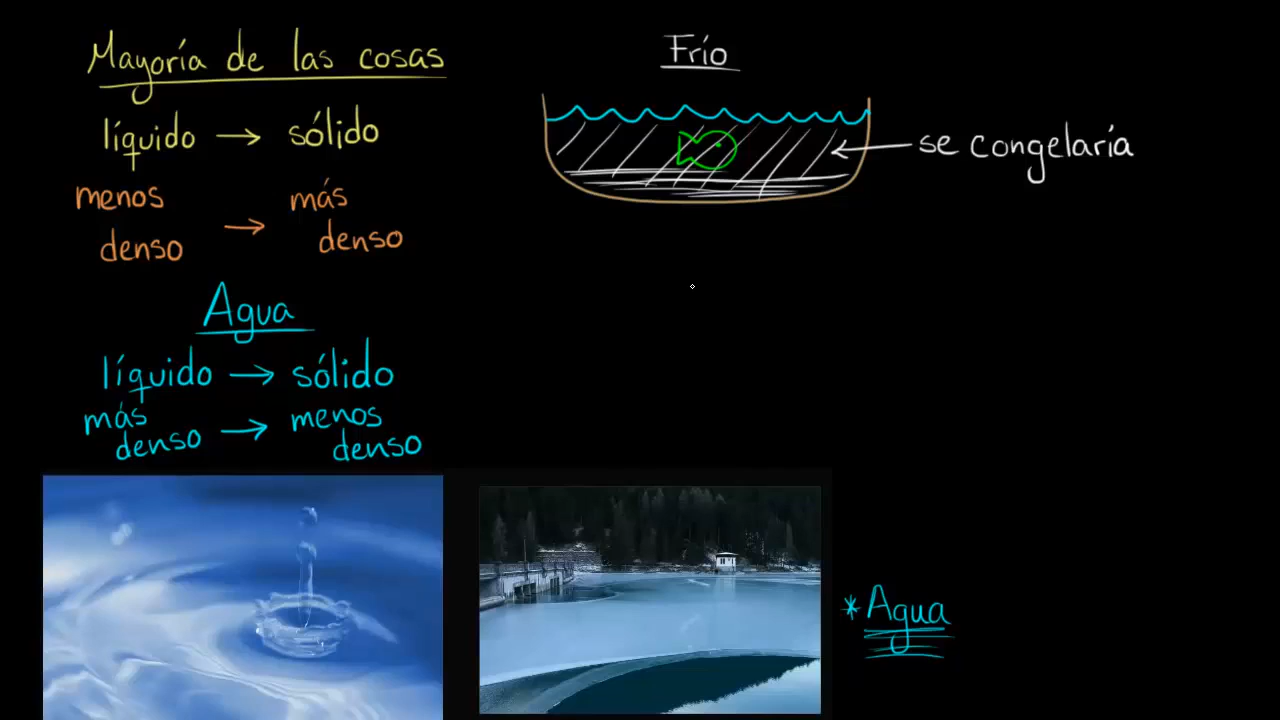 Mayoría de las cosas
líquido → sólido
menos denso → más denso
Agua
líquido → sólido
más denso → menos denso
Frío
← se congelaría
*Agua